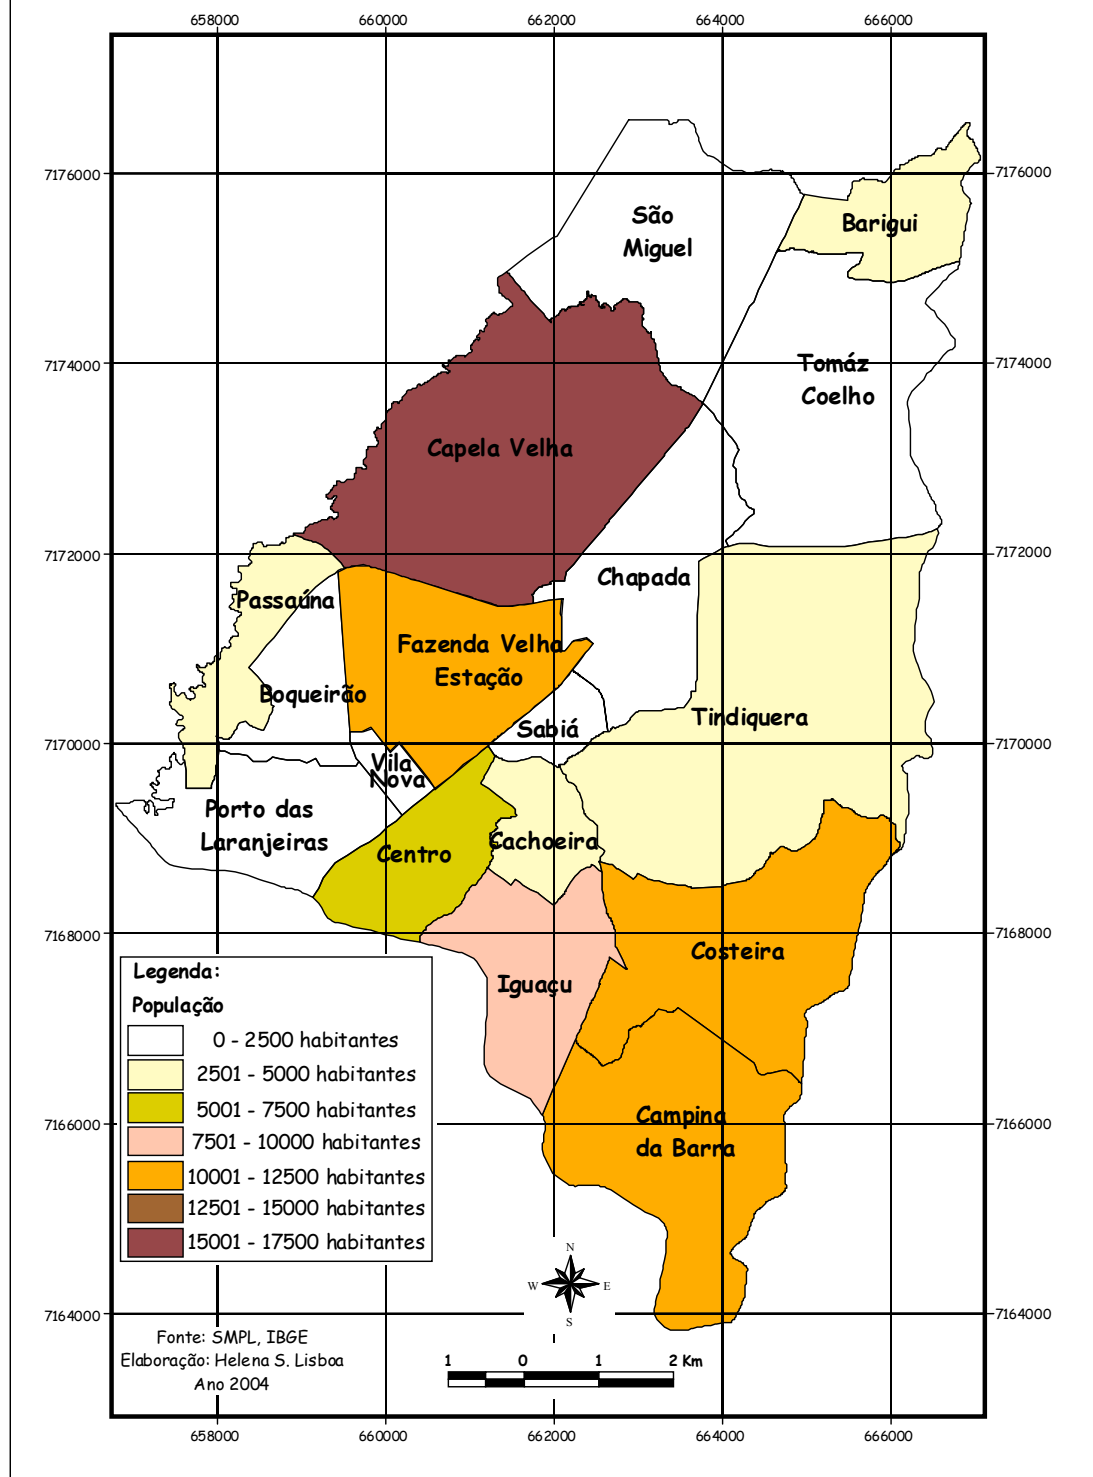 658000 660000 662000 664000 666000
7176000 7176000
São
Miguel
Barigui
7174000 7174000
Tomáz
Coelho
Capela Velha
7172000 7172000
Chapada
Passaúna
Fazenda Velha
Estação
Boqueirão
Tindiquera
Sabiá
7170000 7170000
Vila
Nova
Porto das
Laranjeiras
Cachoeira
Centro
7168000 7168000
Costeira
Iguaçu
Legenda:
População
0 - 2500 habitantes
2501 - 5000 habitantes
5001 - 7500 habitantes
7501 - 10000 habitantes
10001 - 12500 habitantes
12501 - 15000 habitantes
15001 - 17500 habitantes
7166000 7166000
Campina
da Barra
N
W E
S
7164000 7164000
Fonte: SMPL, IBGE
Elaboração: Helena S. Lisboa
Ano 2004
1 0 1 2 Km
658000 660000 662000 664000 666000